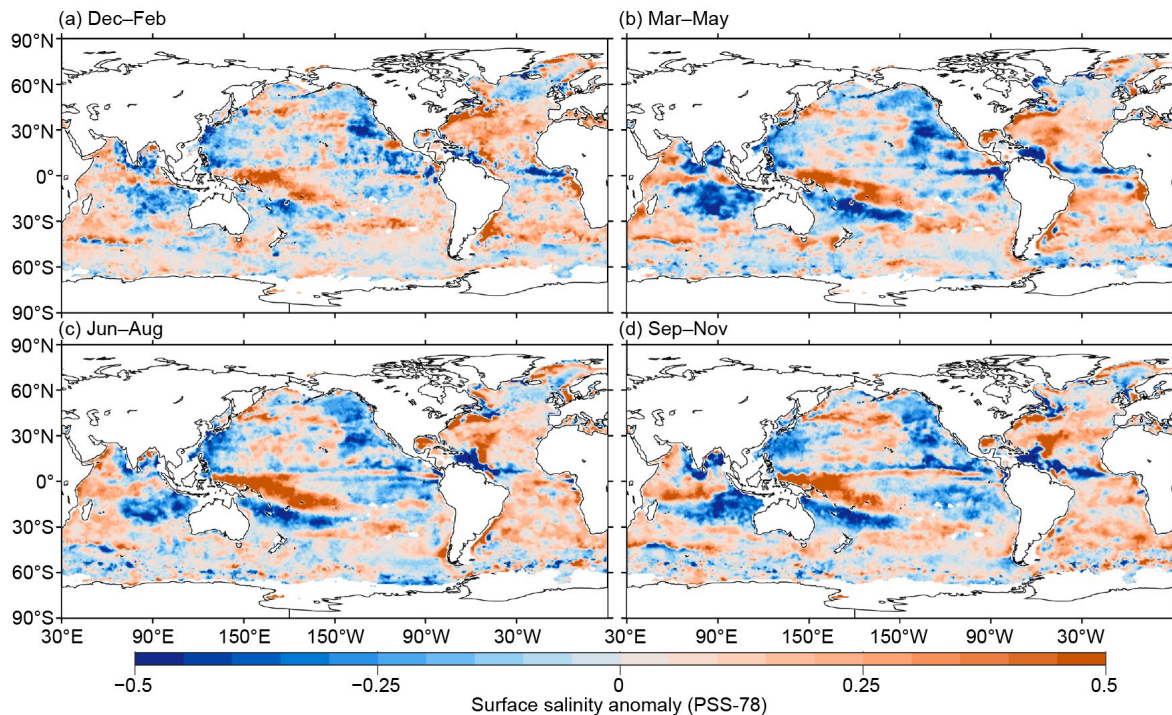 (a) Dec–Feb
(b) Mar–May
90°N
60°N
30°N
0°
30°S
60°S
90°S
(c) Jun–Aug
(d) Sep–Nov
90°N
60°N
30°N
0°
30°S
60°S
90°S
30°E 90°E 150°E 150°W 90°W 30°W 30°E 90°E 150°E 150°W 90°W 30°W
−0.5 −0.25 0 0.25 0.5
Surface salinity anomaly (PSS-78)